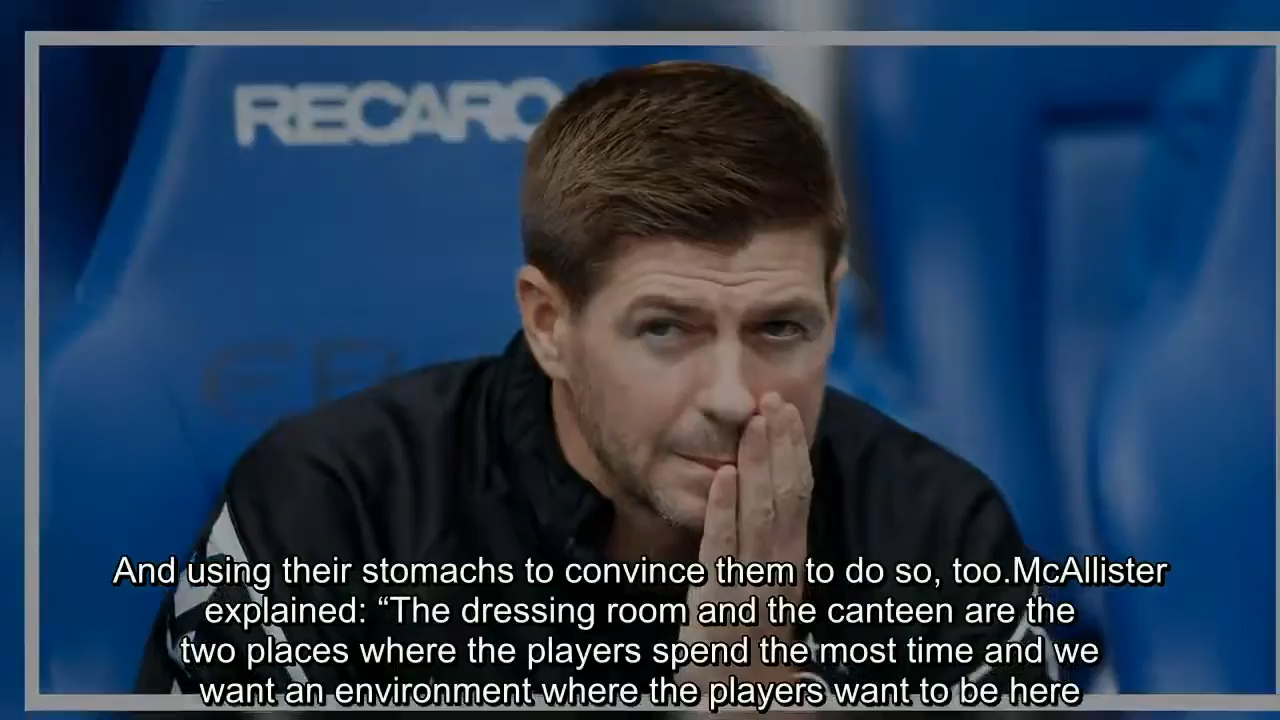 RECARO
And using their stomachs to convince them to do so, too.McAllister
explained: “The dressing room and the canteen are the
two places where the players spend the most time and we
want an environment where the players want to be here